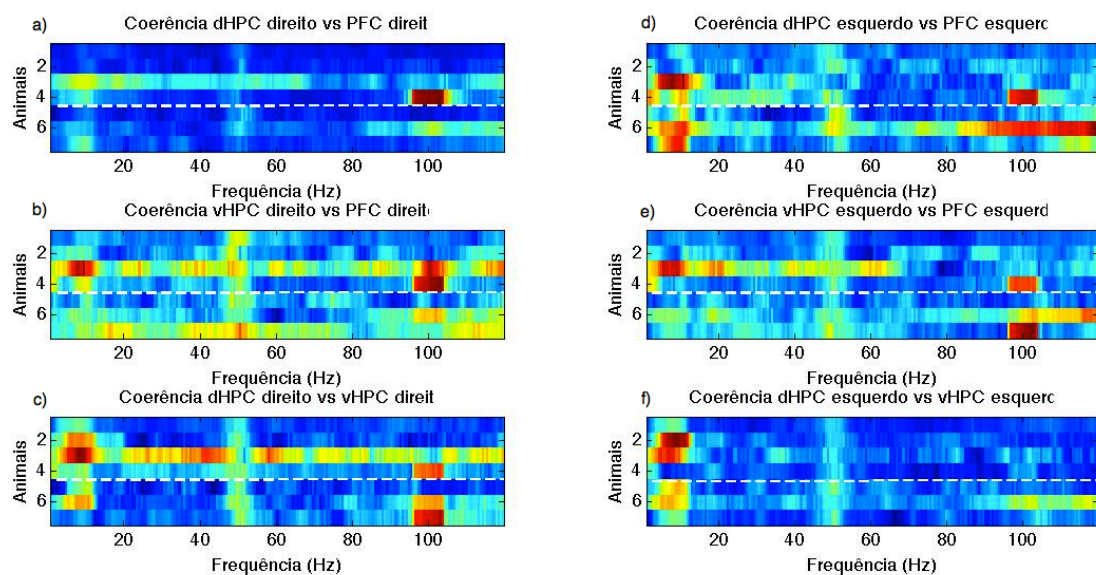 a) Coerência dHPC direito vs PFC direit
Animais
2
4
6
20 40 60 80 100
Frequência (Hz)
b) Coerência vHPC direito vs PFC direit
Animais
2
4
6
20 40 60 80 100
Frequência (Hz)
c) Coerência dHPC direito vs vHPC direit
Animais
2
4
6
20 40 60 80 100
Frequência (Hz)
d) Coerência dHPC esquerdo vs PFC esquerd
Animais
2
4
6
20 40 60 80 100
Frequência (Hz)
e) Coerência vHPC esquerdo vs PFC esquerd
Animais
2
4
6
20 40 60 80 100
Frequência (Hz)
f) Coerência dHPC esquerdo vs vHPC esquerd
Animais
2
4
6
20 40 60 80 100
Frequência (Hz)